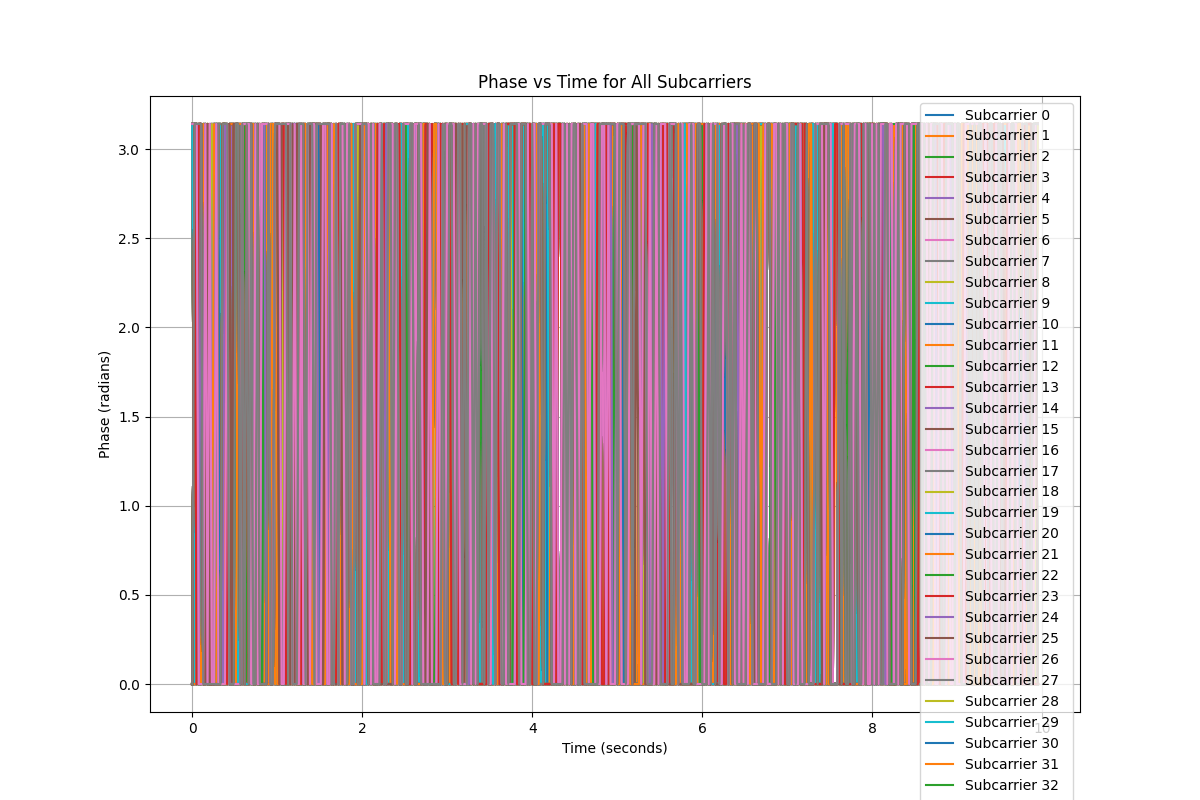 Phase vs Time for All Subcarriers
Phase (radians)
3.0
2.5
2.0
1.5
1.0
0.5
0.0
0 2 4 6 8 10
Time (seconds)
Subcarrier 0
Subcarrier 1
Subcarrier 2
Subcarrier 3
Subcarrier 4
Subcarrier 5
Subcarrier 6
Subcarrier 7
Subcarrier 8
Subcarrier 9
Subcarrier 10
Subcarrier 11
Subcarrier 12
Subcarrier 13
Subcarrier 14
Subcarrier 15
Subcarrier 16
Subcarrier 17
Subcarrier 18
Subcarrier 19
Subcarrier 20
Subcarrier 21
Subcarrier 22
Subcarrier 23
Subcarrier 24
Subcarrier 25
Subcarrier 26
Subcarrier 27
Subcarrier 28
Subcarrier 29
Subcarrier 30
Subcarrier 31
Subcarrier 32